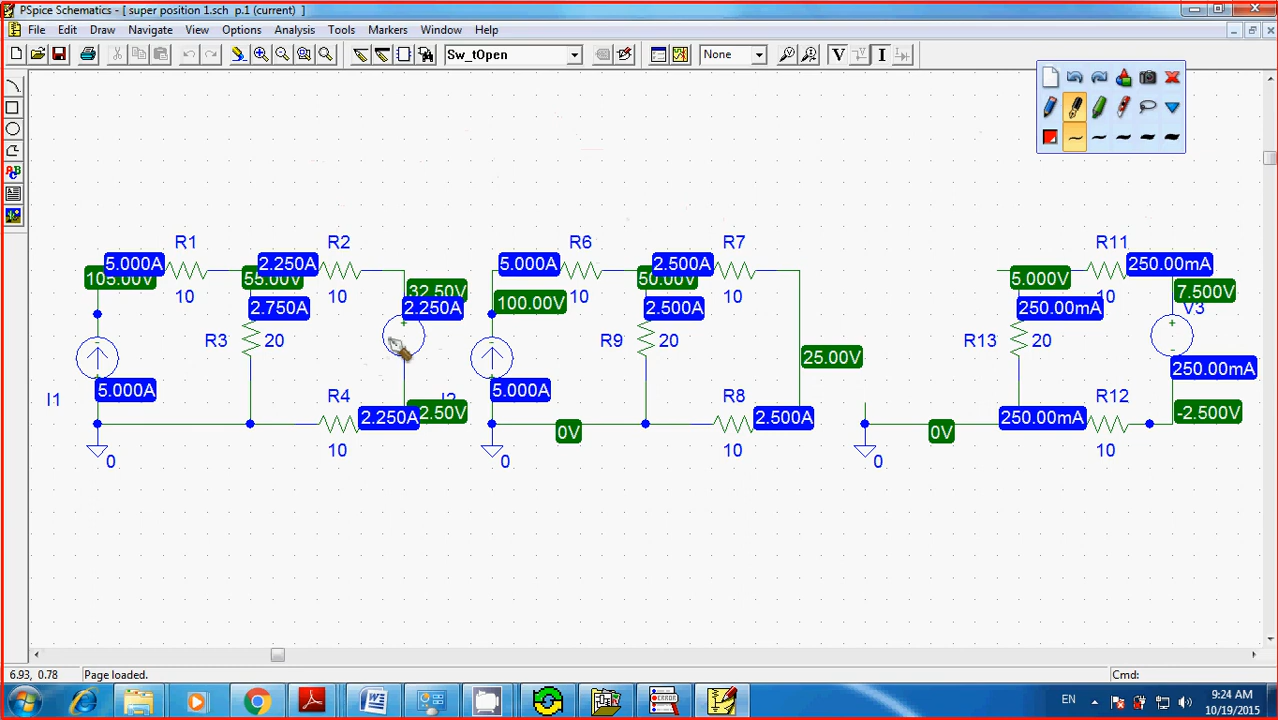 PSpice Schematics - [ super position 1.sch p.1 (current) ]
File Edit Draw Navigate View Options Analysis Tools Markers Window Help
Sw_tOpen None V I
R1 R2 R6 R7 R11
5.000A 2.250A 5.000A 2.500A 250.00mA
105.00V 55.00V 32.50V 50.00V 5.000V 7.500V
10 10 10 10 10
2.750A 2.250A 100.00V 2.500A 250.00mA V3
R3 20 R9 20 R13 20
25.00V
250.00mA
5.000A 5.000A
I1 R4 R8 R12
2.250A 2.50V 2.500A 250.00mA -2.500V
0V 0V
10 10 10
0 0 0
6.93, 0.78 Page loaded. Cmd:
W ERROR EN 9:24 AM
10/19/2015